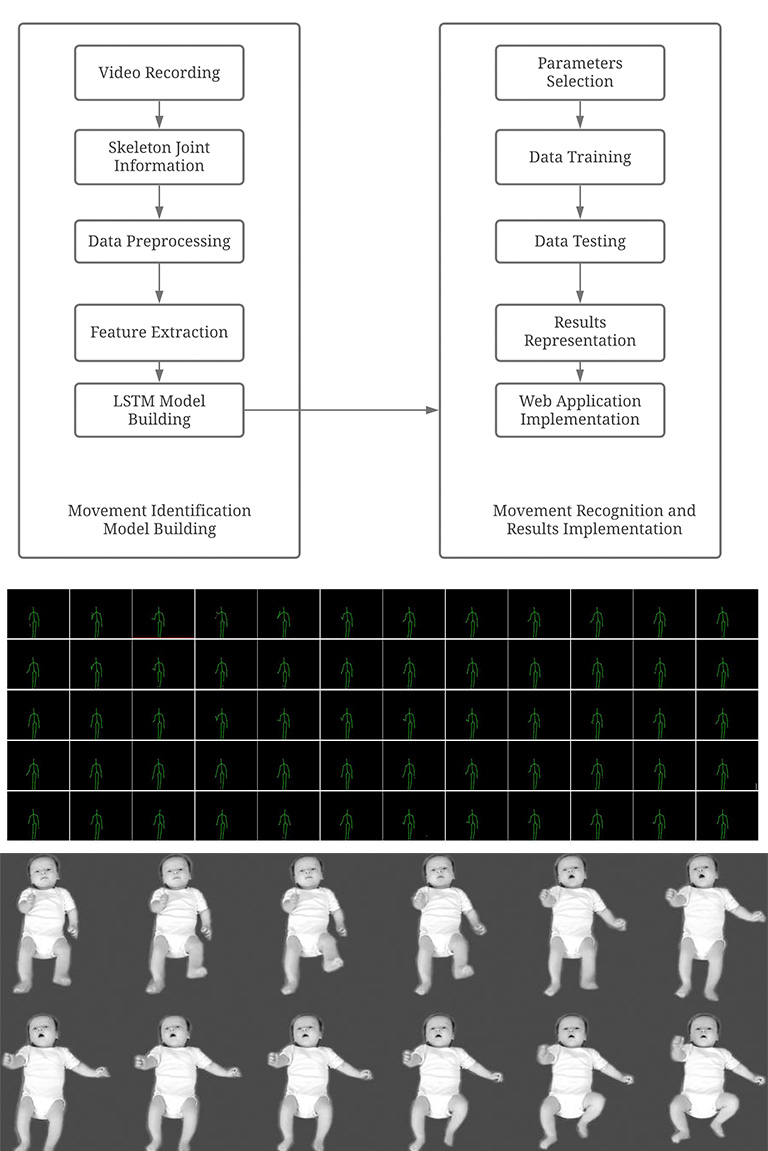 Video Recording
Skeleton Joint
Information
Data Preprocessing
Feature Extraction
LSTM Model
Building
Movement Identification
Model Building
Parameters
Selection
Data Training
Data Testing
Results
Representation
Web Application
Implementation
Movement Recognition and
Results Implementation